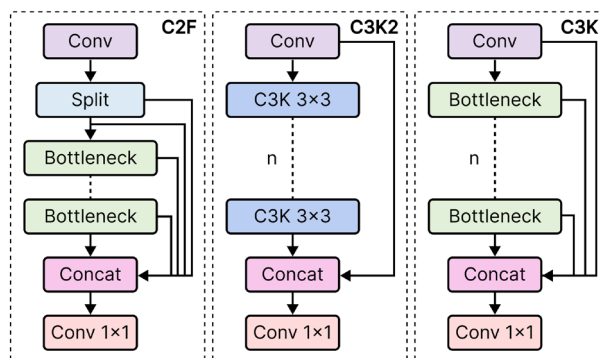 C2F
Conv
Split
Bottleneck
Bottleneck
Concat
Conv 1×1
C3K2
Conv
C3K 3×3
n
C3K 3×3
Concat
Conv 1×1
C3K
Conv
Bottleneck
n
Bottleneck
Concat
Conv 1×1